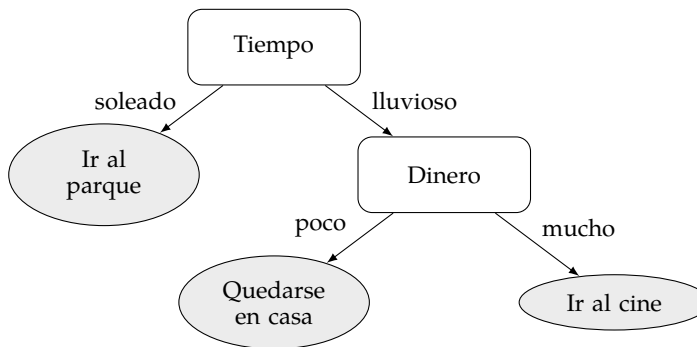 Tiempo
soleado
lluvioso
Ir al
parque
Dinero
poco
mucho
Quedarse
en casa
Ir al cine